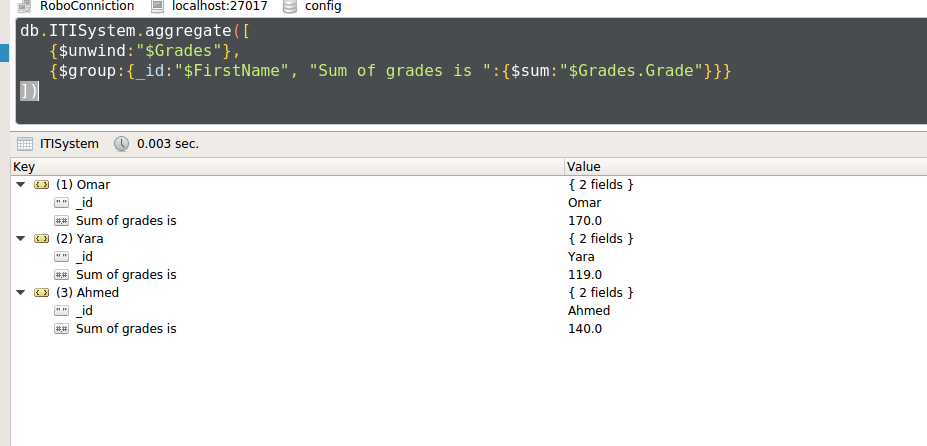 RoboConniction localhost:27017 config
db.ITISystem.aggregate([
{$unwind:"$Grades"},
{$group:{_id:"$FirstName", "Sum of grades is ":{$sum:"$Grades.Grade"}}}
])
ITISystem 0.003 sec.
Key Value
(1) Omar { 2 fields }
"" _id Omar
## Sum of grades is 170.0
(2) Yara { 2 fields }
"" _id Yara
## Sum of grades is 119.0
(3) Ahmed { 2 fields }
"" _id Ahmed
## Sum of grades is 140.0